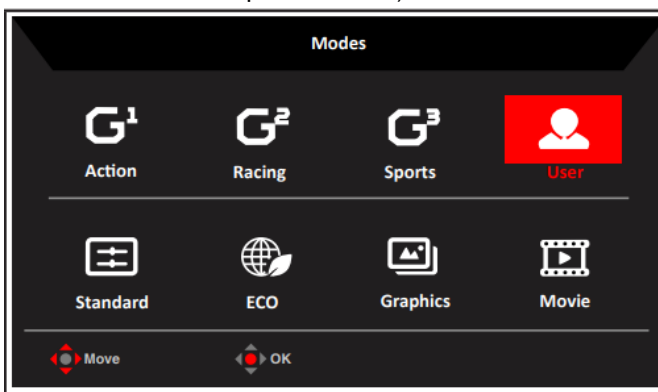 Modes
G¹ G² G³
Action Racing Sports User
Standard ECO Graphics Movie
Move OK